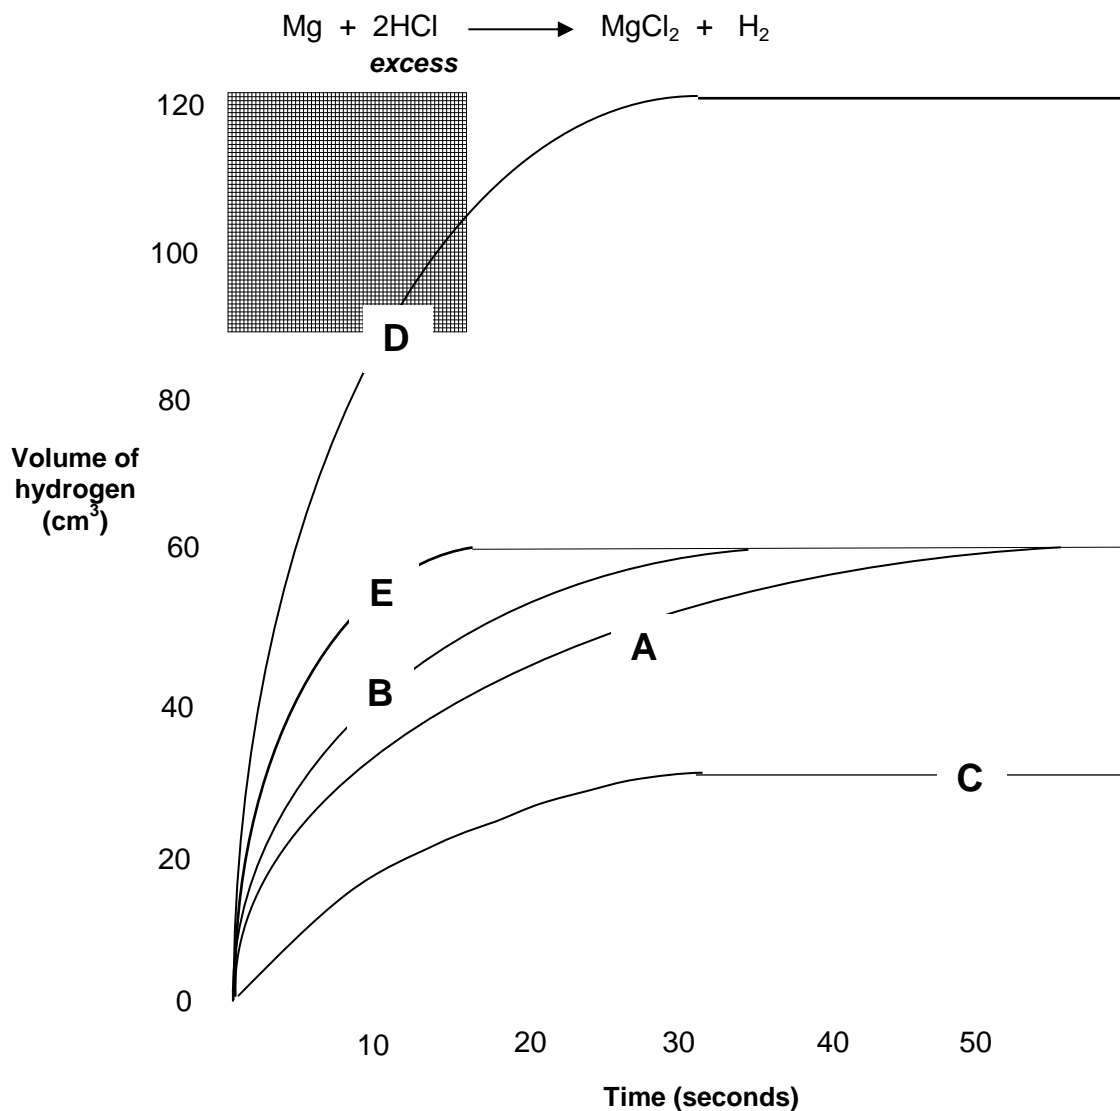 Mg + 2HCl ⟶ MgCl₂ + H₂
excess
120
100
D
80
Volume of
hydrogen
(cm³)
60
E
A
B
40
C
20
0
10 20 30 40 50
Time (seconds)